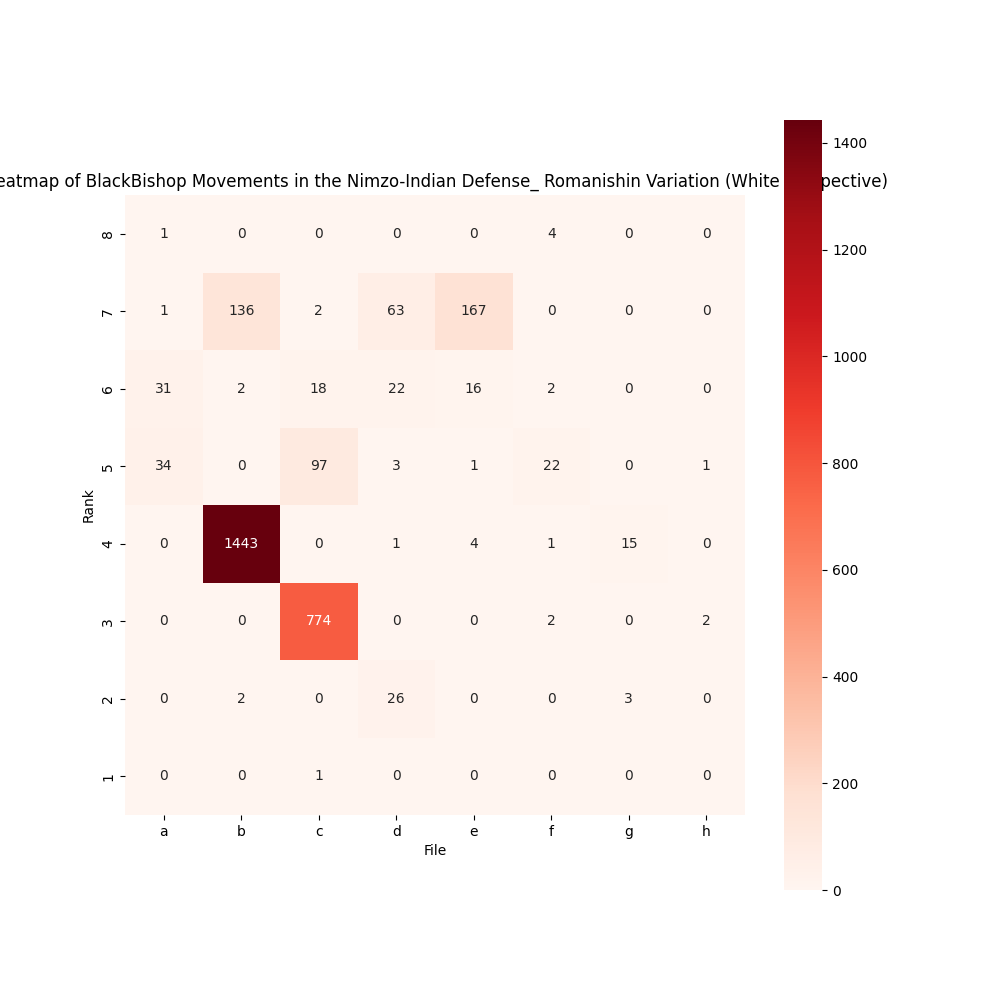 eatmap of BlackBishop Movements in the Nimzo-Indian Defense_ Romanishin Variation (White pective)
1400
1200
1000
800
600
400
200
0
Rank
8 1 0 0 0 0 4 0 0
7 1 136 2 63 167 0 0 0
6 31 2 18 22 16 2 0 0
5 34 0 97 3 1 22 0 1
4 0 1443 0 1 4 1 15 0
3 0 0 774 0 0 2 0 2
2 0 2 0 26 0 0 3 0
1 0 0 1 0 0 0 0 0
a b c d e f g h
File